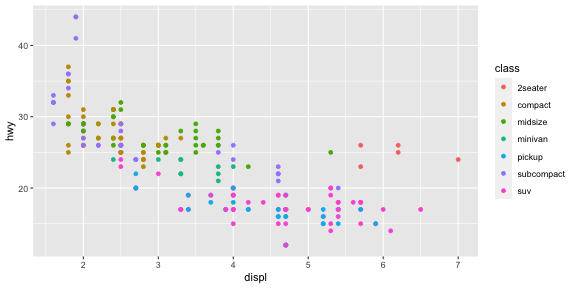 hwy
40
30
20
2
3
4
5
6
7
displ
class
2seater
compact
midsize
minivan
pickup
subcompact
suv